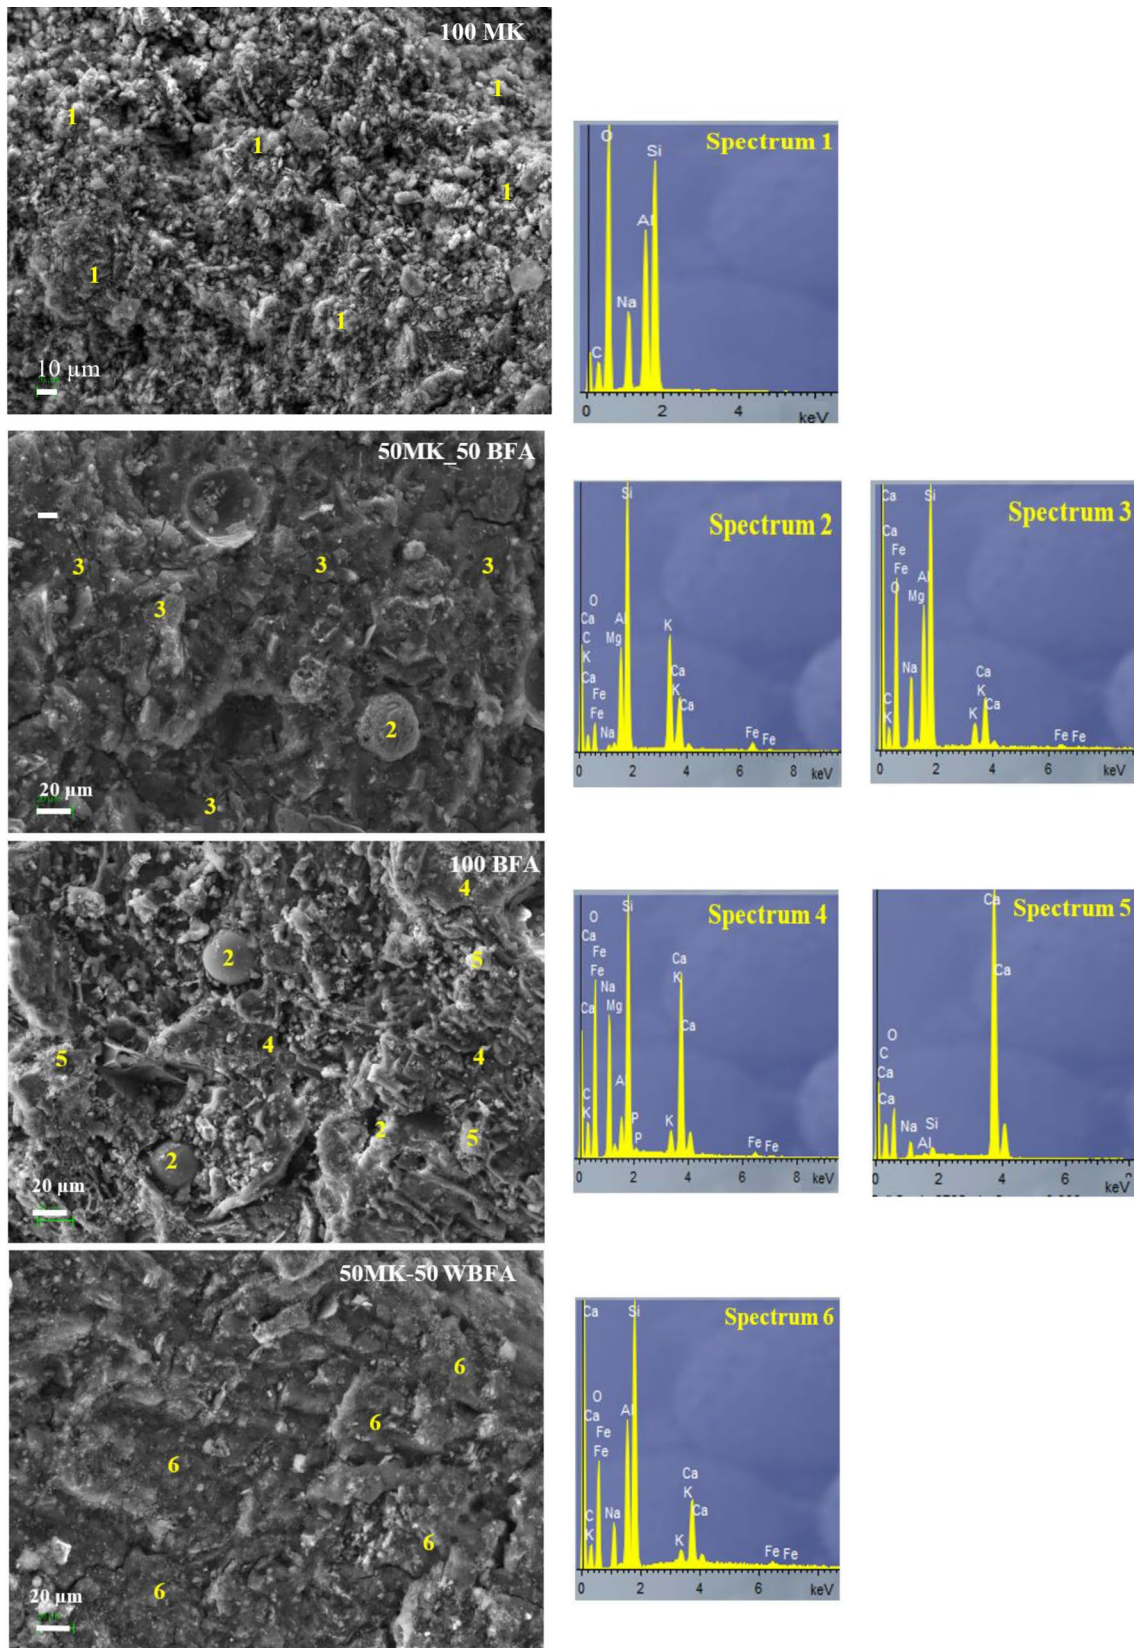 100 MK
1
1
1
1
1
1
10 µm
Spectrum 1
O
Si
Al
Na
C
0 2 4
keV
50MK_50 BFA
3
3
3
3
2
3
20 µm
Spectrum 2
Si
O
Ca
Al
K
C
Mg
K
Ca
Ca
K
Fe
Ca
Fe
Na
Fe
Fe
0 2 4 6 8
keV
Spectrum 3
Ca
Si
Ca
Fe
Fe
Al
O
Mg
Na
Ca
C
K
K
K
Ca
Fe
Fe
0 2 4 6
keV
100 BFA
4
2
5
4
5
4
2
5
2
20 µm
Spectrum 4
Si
O
Ca
Fe
Ca
Fe
K
Na
Ca
Mg
Ca
A
C
P
K
p
K
Fe
Fe
0 2 4 6 8
keV
Spectrum 5
Ca
Ca
O
C
Ca
Ca
Na
Si
Al
0 2 4 6 8
keV
50MK-50 WBFA
6
6
6
6
6
20 µm
Spectrum 6
Ca
Si
O
Ca
Al
Fe
Fe
Ca
K
Na
Ca
C
K
K
Fe
Fe
0 2 4 6
keV